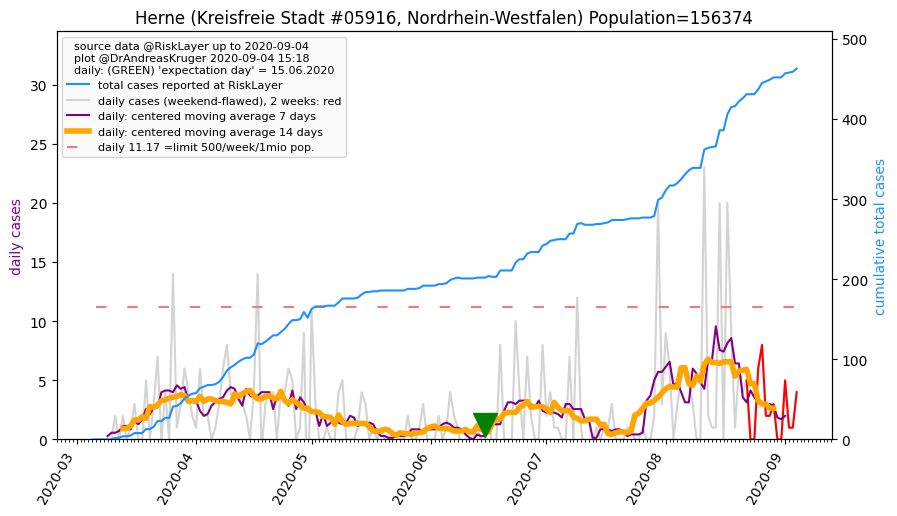 Herne (Kreisfreie Stadt #05916, Nordrhein-Westfalen) Population=156374
source data @RiskLayer up to 2020-09-04
plot @DrAndreasKruger 2020-09-04 15:18
daily: (GREEN) 'expectation day' = 15.06.2020
total cases reported at RiskLayer
daily cases (weekend-flawed), 2 weeks: red
daily: centered moving average 7 days
daily: centered moving average 14 days
daily 11.17 =limit 500/week/1mio pop.
daily cases
30
25
20
15
10
5
0
cumulative total cases
500
400
300
200
100
0
2020-03
2020-04
2020-05
2020-06
2020-07
2020-08
2020-09